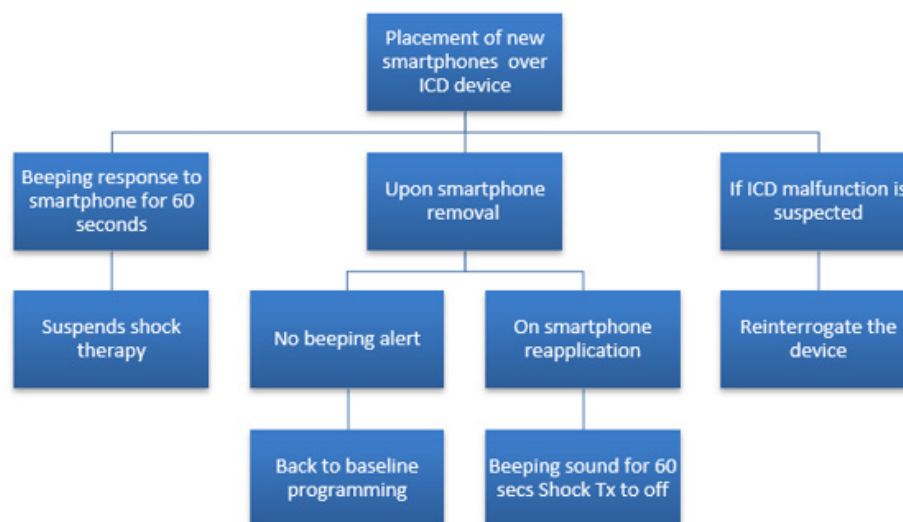 Placement of new
smartphones over
ICD device
Beeping response to
smartphone for 60
seconds
Upon smartphone
removal
If ICD malfunction is
suspected
Suspends shock
therapy
No beeping alert
On smartphone
reapplication
Reinterrogate the
device
Back to baseline
programming
Beeping sound for 60
secs Shock Tx to off